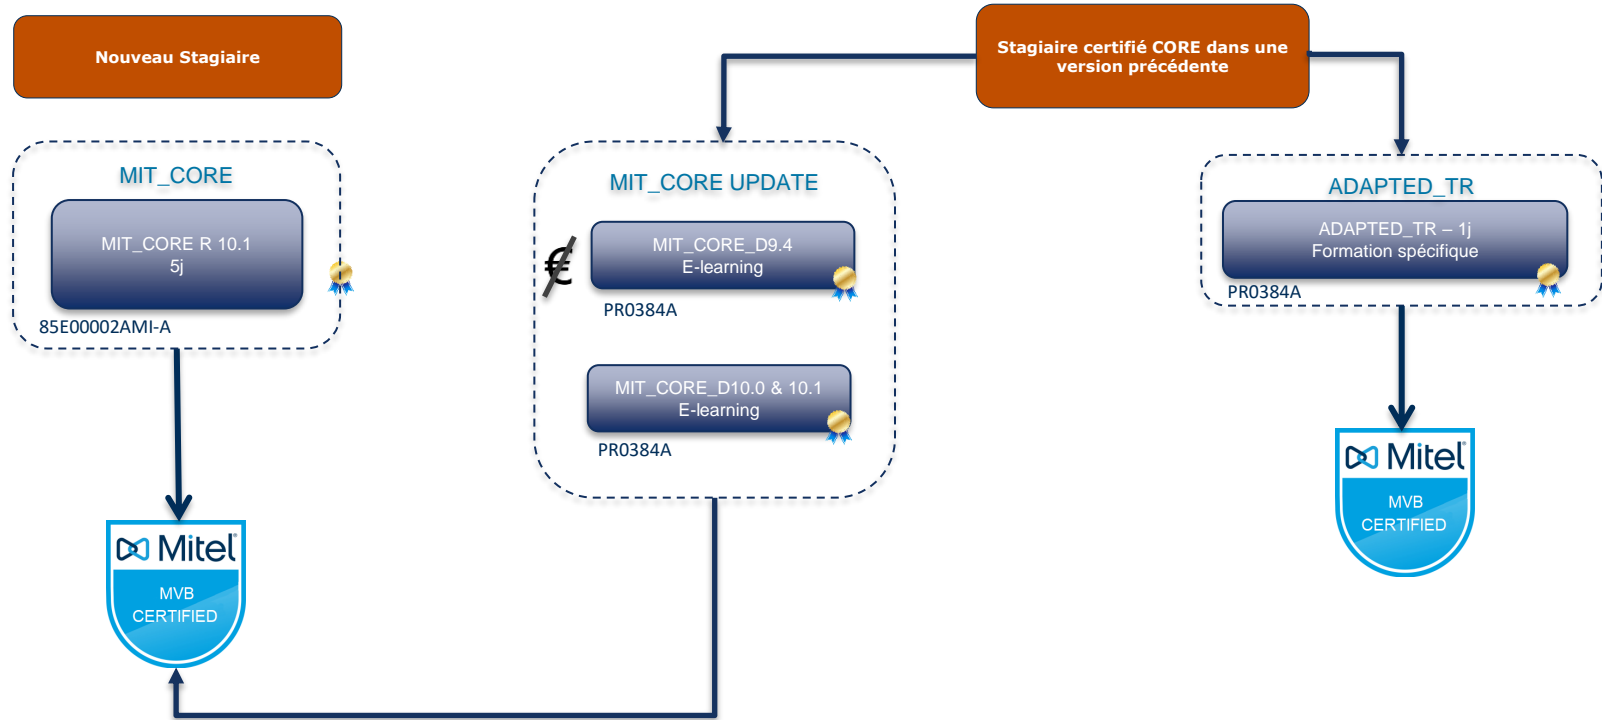 Nouveau Stagiaire
Stagiaire certifié CORE dans une
version précédente
MIT_CORE
MIT_CORE R 10.1
5j
85E00002AMI-A
MIT_CORE UPDATE
€
MIT_CORE_D9.4
E-learning
PR0384A
MIT_CORE_D10.0 & 10.1
E-learning
PR0384A
ADAPTED_TR
ADAPTED_TR – 1j
Formation spécifique
PR0384A
Mitel
MVB
CERTIFIED
Mitel
MVB
CERTIFIED